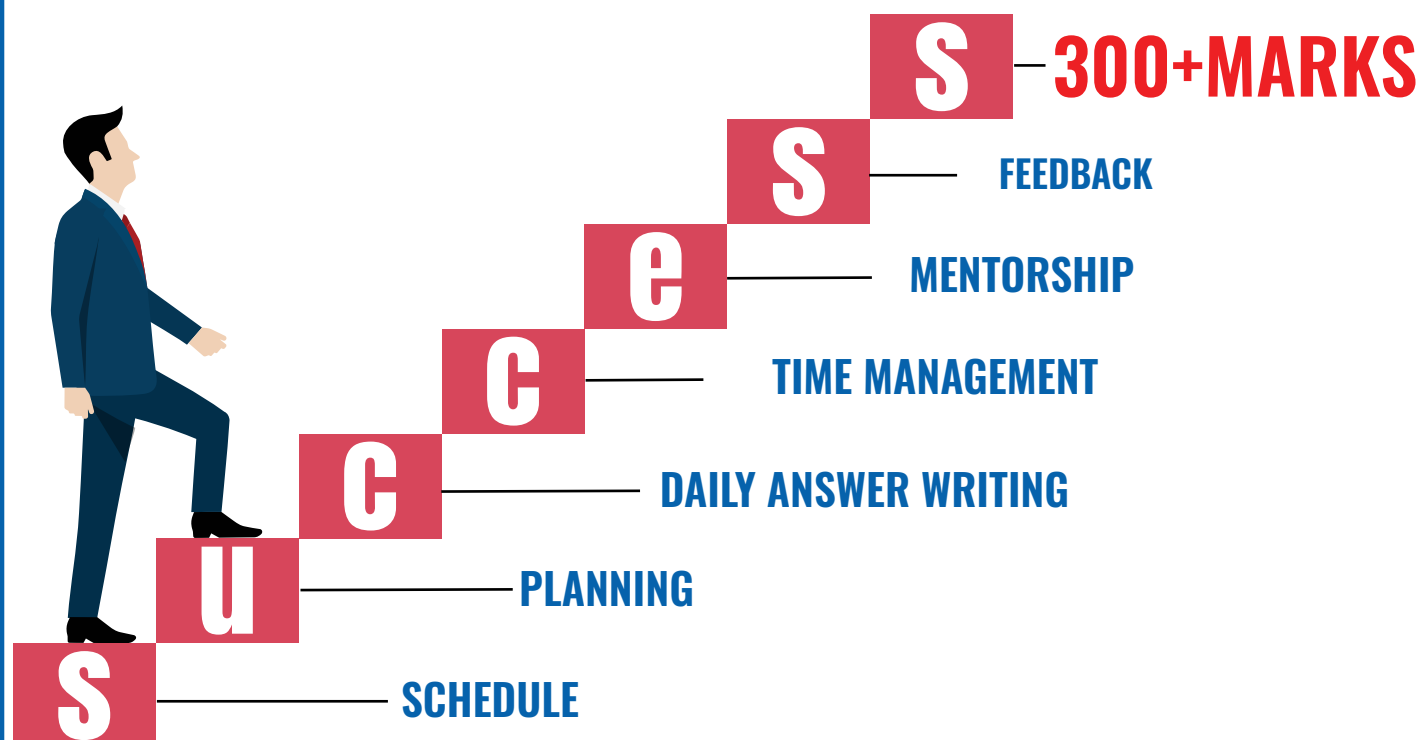 S 300+MARKS
S FEEDBACK
e MENTORSHIP
C TIME MANAGEMENT
C DAILY ANSWER WRITING
u PLANNING
S SCHEDULE